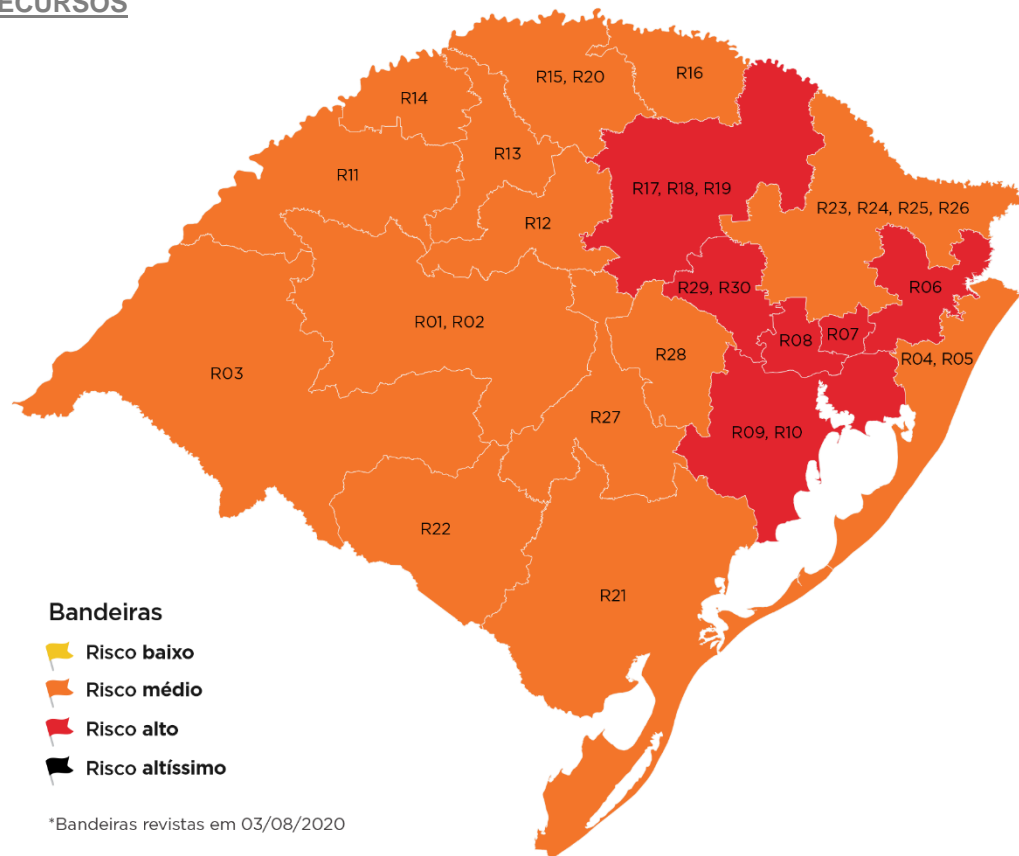 ECURSOS
R16
R15, R20
R14
R13
R11
R17, R18, R19
R23, R24, R25, R26
R12
R29, R30
R06
R01, R02
R08
R07
R28
R04, R05
R03
R27
R09, R10
R22
R21
Bandeiras
Risco baixo
Risco médio
Risco alto
Risco altíssimo
*Bandeiras revistas em 03/08/2020